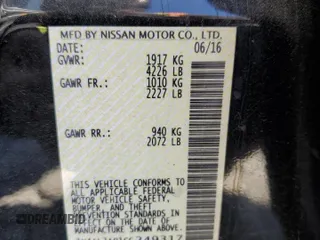 MFD BY NISSAN MOTOR CO., LTD.
DATE: 06/16
GVWR: 1917 KG
4226 LB
GAWR FR: 1010 KG
2227 LB
GAWR RR: 940 KG
2072 LB
THIS VEHICLE CONFORMS TO
ALL APPLICABLE FEDERAL
MOTOR VEHICLE SAFETY,
BUMPER, AND THEFT
PREVENTION STANDARDS
IN EFFECT ON THE DATE OF
MANUFACTURE SHOWN ABOVE.